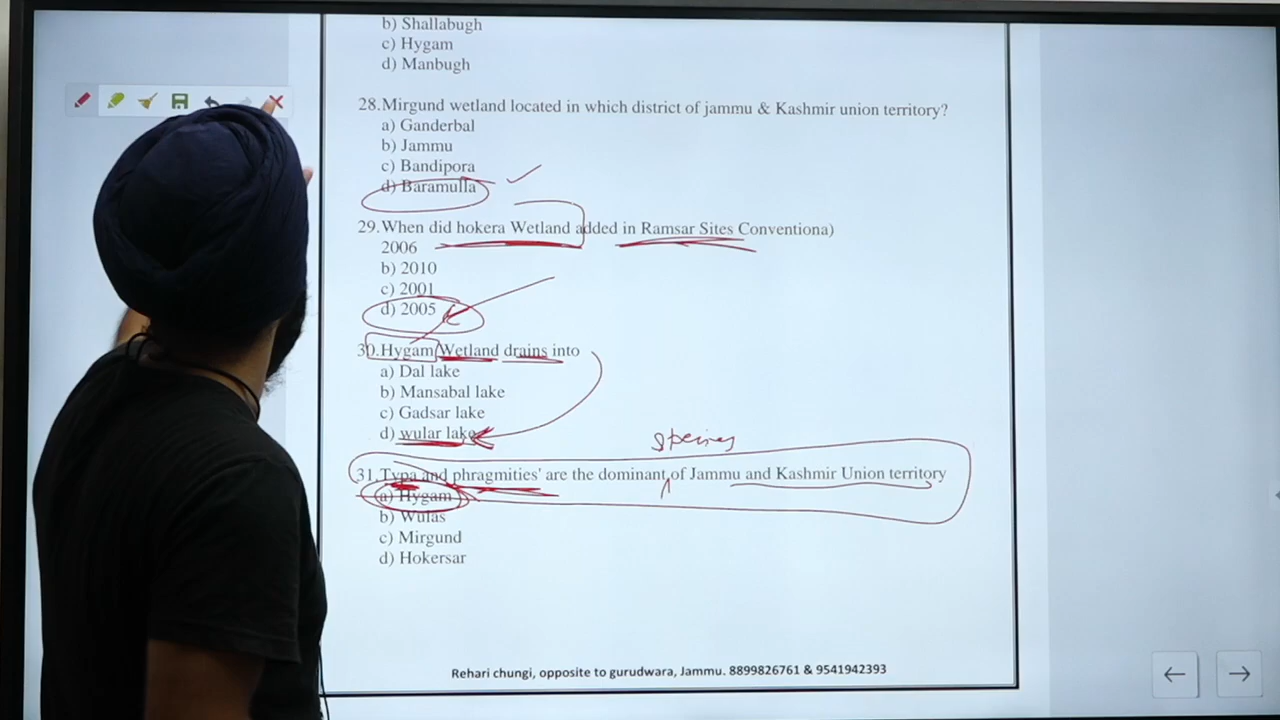 b) Shallabugh
c) Hygam
d) Manbugh
28.Mirgund wetland located in which district of jammu & Kashmir union territory?
a) Ganderbal
b) Jammu
c) Bandipora
d) Baramulla
29.When did hokera Wetland added in Ramsar Sites Conventiona)
2006
b) 2010
c) 2001
d) 2005
30.Hygam Wetland drains into
a) Dal lake
b) Mansabal lake
c) Gadsar lake
d) wular lake
species
31.Typa and phragmities' are the dominant of Jammu and Kashmir Union territory
a) Hygam
b) Wulas
c) Mirgund
d) Hokersar
Rehari chungi, opposite to gurudwara, Jammu. 8899826761 & 9541942393